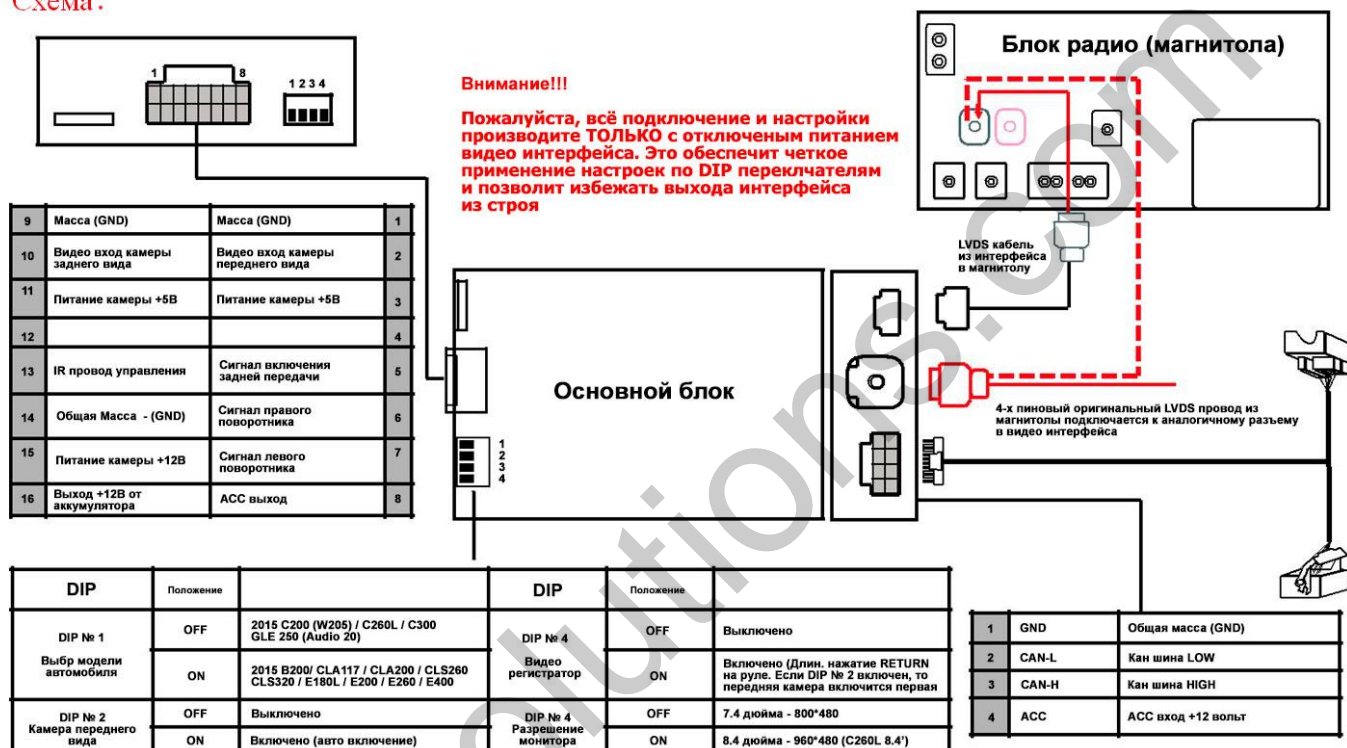 Схема:
1 8
1 2 3 4
Внимание!!!
Пожалуйста, всё подключение и настройки
производите ТОЛЬКО с отключеным питанием
видео интерфейса. Это обеспечит четкое
применение настроек по DIP переклчателям
и позволит избежать выхода интерфейса
из строя
Блок радио (магнитола)
LVDS кабель
из интерфейса
в магнитолу
9 Масса (GND) Масса (GND) 1
10 Видео вход камеры
заднего вида Видео вход камеры
переднего вида 2
11 Питание камеры +5В Питание камеры +5В 3
12 4
13 IR провод управления Сигнал включения
задней передачи 5
14 Общая Масса - (GND) Сигнал правого
поворотника 6
15 Питание камеры +12В Сигнал левого
поворотника 7
16 Выход +12В от
аккумулятора АСС выход 8
Основной блок
1
2
3
4
4-х пиновый оригинальный LVDS провод из
магнитолы подключается к аналогичному разъему
в видео интерфейса
DIP Положение DIP Положение
DIP № 1
Выбр модели
автомобиля
OFF 2015 C200 (W205) / C260L / C300
GLE 250 (Audio 20)
ON 2015 B200/ CLA117 / CLA200 / CLS260
CLS320 / E180L / E200 / E260 / E400
DIP № 4
Видео
регистратор
OFF Выключено
ON Включено (Длин. нажатие RETURN
на руле. Если DIP № 2 включен, то
передняя камера включится первая
DIP № 2
Камера переднего
вида
OFF Выключено
ON Включено (авто включение)
DIP № 4
Разрешение
монитора
OFF 7.4 дюйма - 800*480
ON 8.4 дюйма - 960*480 (C260L 8.4')
1 GND Общая масса (GND)
2 CAN-L Кан шина LOW
3 CAN-H Кан шина HIGH
4 ACC АСС вход +12 вольт
olutions.com